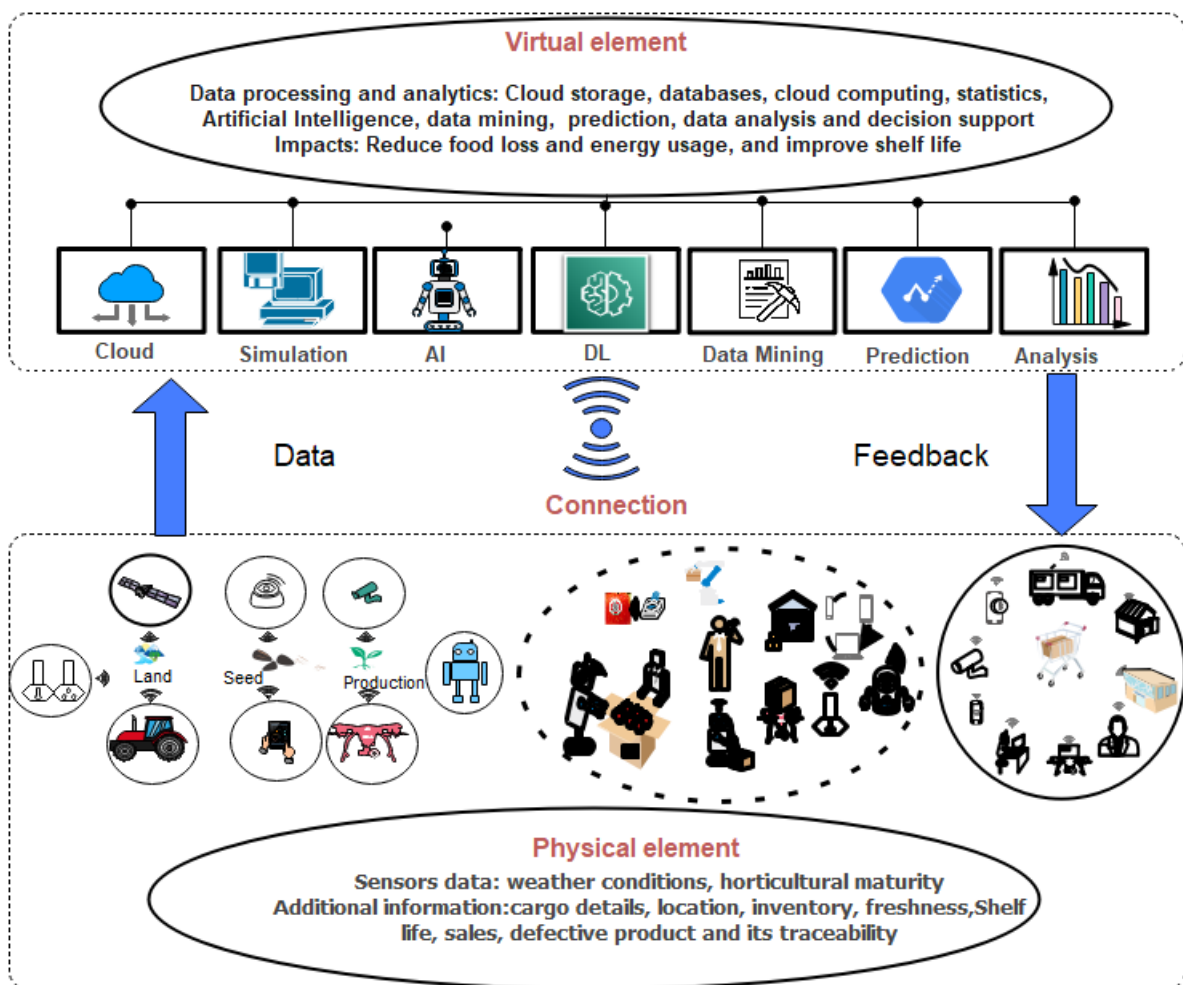 Virtual element
Data processing and analytics: Cloud storage, databases, cloud computing, statistics,
Artificial Intelligence, data mining, prediction, data analysis and decision support
Impacts: Reduce food loss and energy usage, and improve shelf life
Cloud
Simulation
AI
DL
Data Mining
Prediction
Analysis
Data
Feedback
Connection
Land
Seed
Production
Physical element
Sensors data: weather conditions, horticultural maturity
Additional information:cargo details, location, inventory, freshness,Shelf
life, sales, defective product and its traceability